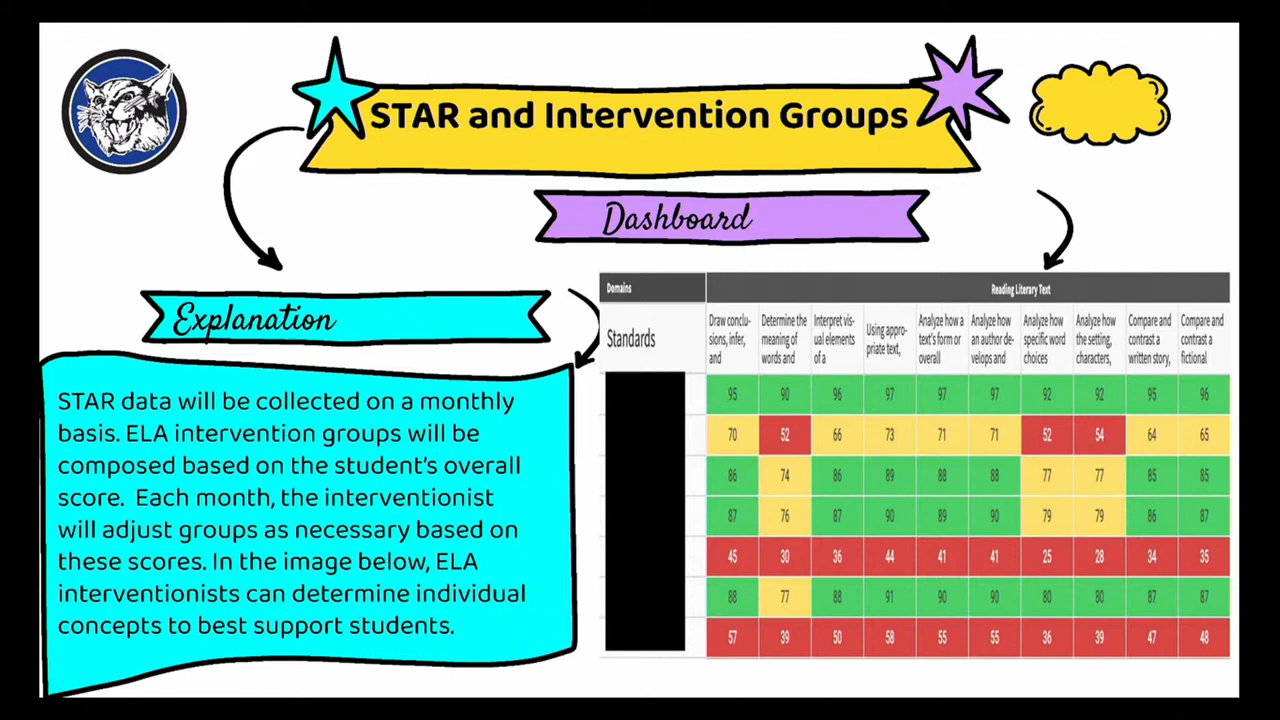 STAR and Intervention Groups
Dashboard
Explanation
STAR data will be collected on a monthly
basis. ELA intervention groups will be
composed based on the student's overall
score. Each month, the interventionist
will adjust groups as necessary based on
these scores. In the image below, ELA
interventionists can determine individual
concepts to best support students.
Domains Reading Literary Text
Standards
Draw conclu-
sions, infer,
and
Determine the
meaning of
words and
Interpret vis-
ual elements
of a
Using appro-
priate text,
Analyze how a
text's form or
overall
Analyze how
an author de-
velops and
Analyze how
specific word
choices
Analyze how
the setting,
characters,
Compare and
contrast a
written story,
Compare and
contrast a
fictional
95 90 96 97 97 97 92 92 95 96
70 52 66 73 71 71 52 54 64 65
86 74 86 89 88 88 77 77 85 85
87 76 87 90 89 90 79 79 86 87
45 30 36 44 41 41 25 28 34 35
88 77 88 91 90 90 80 80 87 87
57 39 50 58 55 55 36 39 47 48